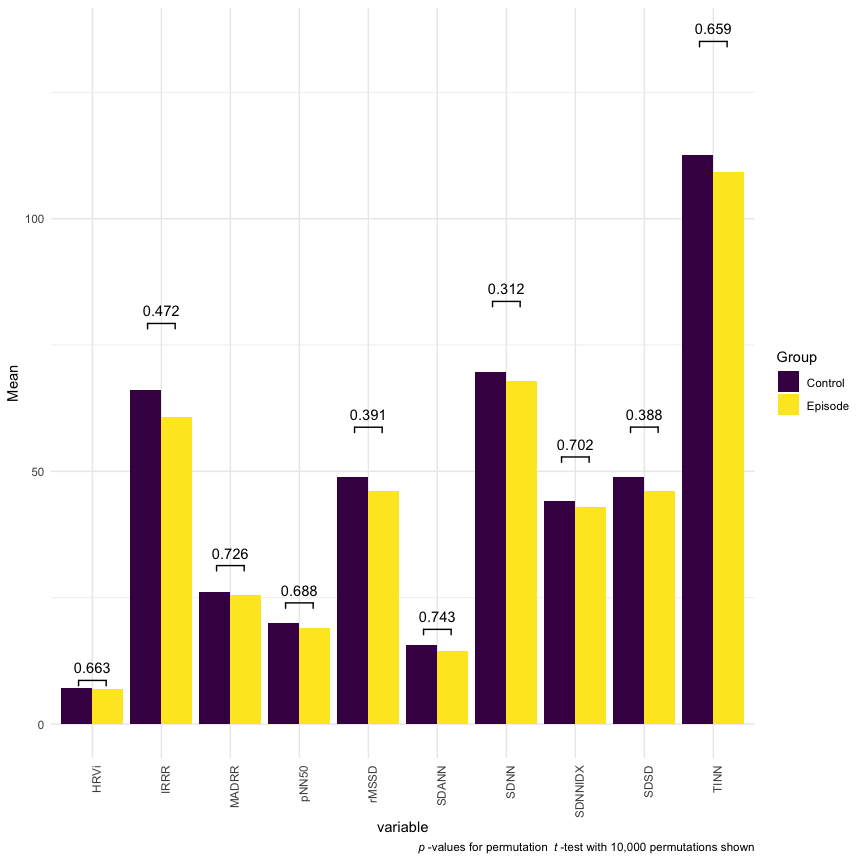 0.659
0.472
0.312
0.391
0.388
0.702
0.726
0.688
0.743
0.663
100
50
0
Mean
HRVi
IRRR
MADRR
pNN50
rMSSD
SDANN
SDNN
SDNNIDX
SDSD
TINN
variable
Group
Control
Episode
p -values for permutation t -test with 10,000 permutations shown